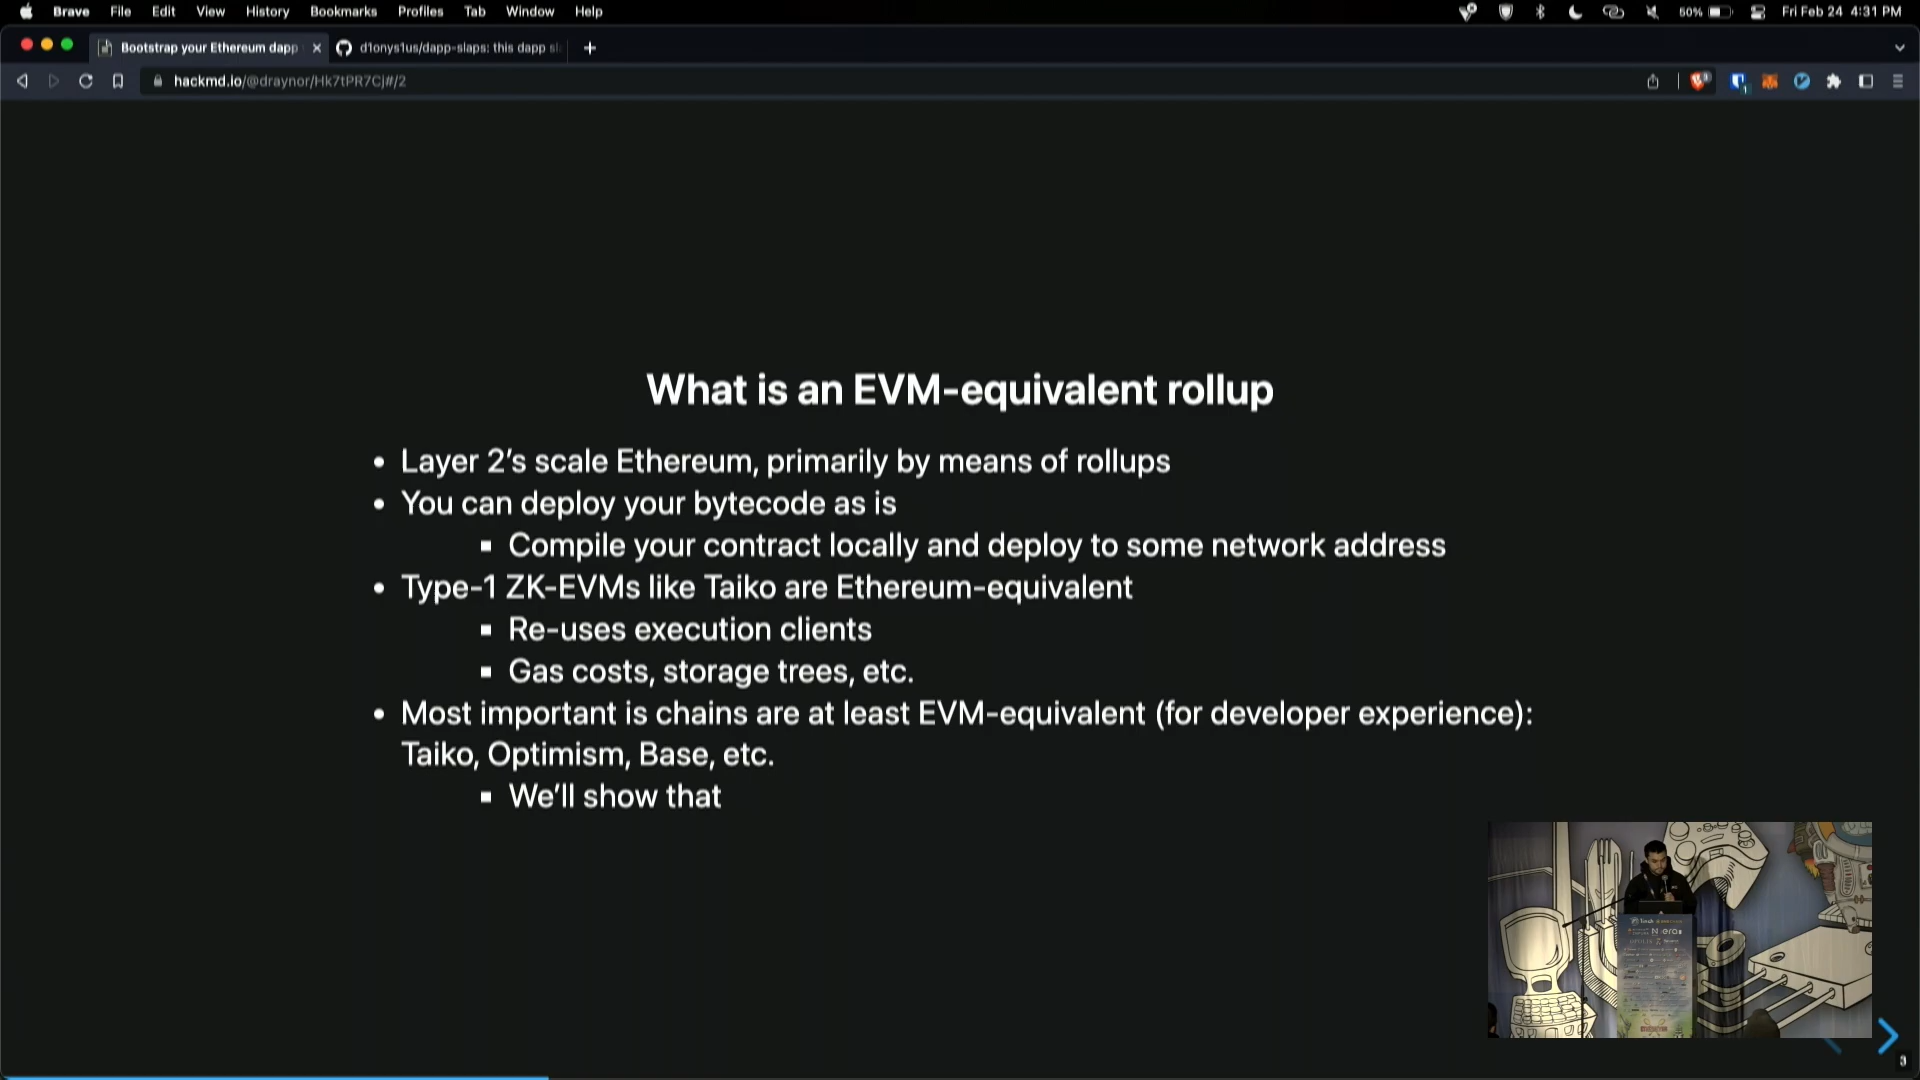 Brave File Edit View History Bookmarks Profiles Tab Window Help 50% Fri Feb 24 4:31 PM
Bootstrap your Ethereum dapp d1onys1us/dapp-slaps: this dapp
hackmd.io/@draynor/Hk7tPR7Cj#/2
What is an EVM-equivalent rollup
• Layer 2’s scale Ethereum, primarily by means of rollups
• You can deploy your bytecode as is
▪ Compile your contract locally and deploy to some network address
• Type-1 ZK-EVMs like Taiko are Ethereum-equivalent
▪ Re-uses execution clients
▪ Gas costs, storage trees, etc.
• Most important is chains are at least EVM-equivalent (for developer experience):
Taiko, Optimism, Base, etc.
▪ We’ll show that